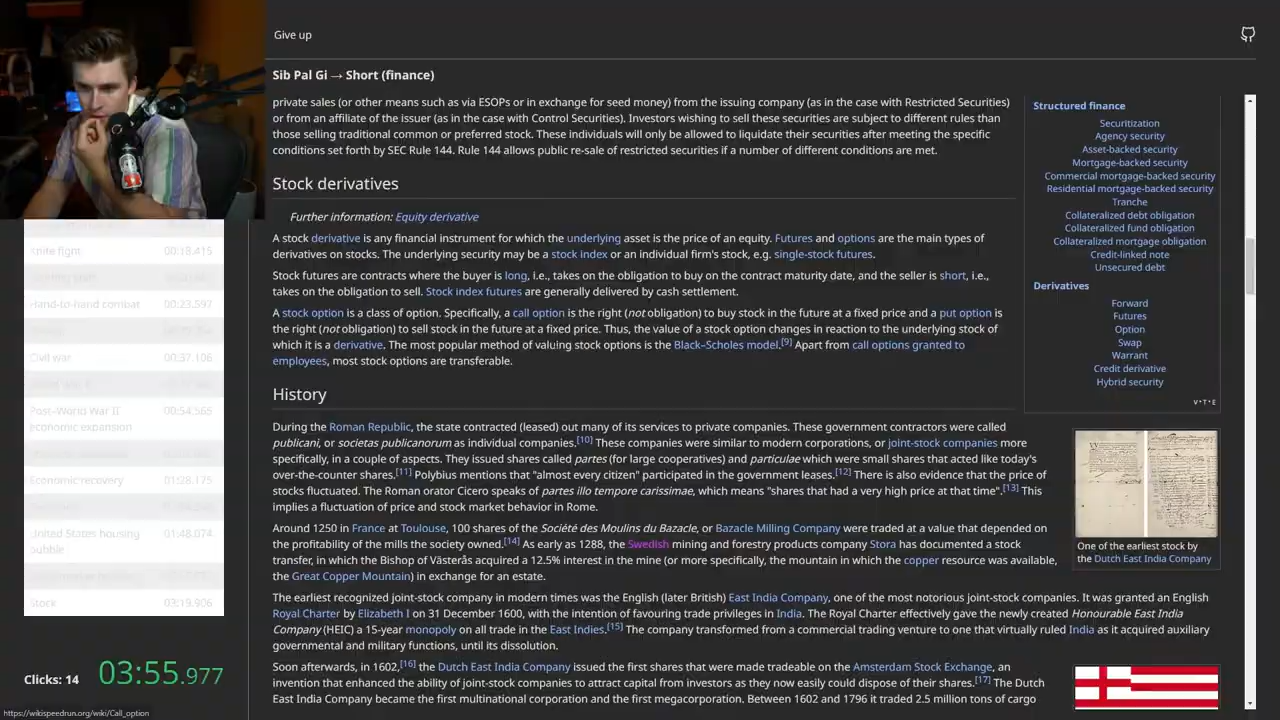 Give up
Sib Pal Gi → Short (finance)
private sales (or other means such as via ESOPs or in exchange for seed money) from the issuing company (as in the case with Restricted Securities)
or from an affiliate of the issuer (as in the case with Control Securities). Investors wishing to sell these securities are subject to different rules than
those selling traditional common or preferred stock. These individuals will only be allowed to liquidate their securities after meeting the specific
conditions set forth by SEC Rule 144. Rule 144 allows public re-sale of restricted securities if a number of different conditions are met.
Stock derivatives
Further information: Equity derivative
A stock derivative is any financial instrument for which the underlying asset is the price of an equity. Futures and options are the main types of
derivatives on stocks. The underlying security may be a stock index or an individual firm's stock, e.g. single-stock futures.
Stock futures are contracts where the buyer is long, i.e., takes on the obligation to buy on the contract maturity date, and the seller is short, i.e.,
takes on the obligation to sell. Stock index futures are generally delivered by cash settlement.
A stock option is a class of option. Specifically, a call option is the right (not obligation) to buy stock in the future at a fixed price and a put option is
the right (not obligation) to sell stock in the future at a fixed price. Thus, the value of a stock option changes in reaction to the underlying stock of
which it is a derivative. The most popular method of valuing stock options is the Black–Scholes model.[9] Apart from call options granted to
employees, most stock options are transferable.
History
During the Roman Republic, the state contracted (leased) out many of its services to private companies. These government contractors were called
publicani, or societas publicanorum as individual companies.[10] These companies were similar to modern corporations, or joint-stock companies more
specifically, in a couple of aspects. They issued shares called partes (for large cooperatives) and particulae which were small shares that acted like today's
over-the-counter shares.[11] Polybius mentions that "almost every citizen" participated in the government leases.[12] There is also evidence that the price of
stocks fluctuated. The Roman orator Cicero speaks of partes illo tempore carissimae, which means "shares that had a very high price at that time".[13] This
implies a fluctuation of price and stock market behavior in Rome.
Around 1250 in France at Toulouse, 100 shares of the Société des Moulins du Bazacle, or Bazacle Milling Company were traded at a value that depended on
the profitability of the mills the society owned.[14] As early as 1288, the Swedish mining and forestry products company Stora has documented a stock
transfer, in which the Bishop of Västerås acquired a 12.5% interest in the mine (or more specifically, the mountain in which the copper resource was available,
the Great Copper Mountain) in exchange for an estate.
The earliest recognized joint-stock company in modern times was the English (later British) East India Company, one of the most notorious joint-stock companies. It was granted an English
Royal Charter by Elizabeth I on 31 December 1600, with the intention of favouring trade privileges in India. The Royal Charter effectively gave the newly created Honourable East India
Company (HEIC) a 15-year monopoly on all trade in the East Indies.[15] The company transformed from a commercial trading venture to one that virtually ruled India as it acquired auxiliary
governmental and military functions, until its dissolution.
Soon afterwards, in 1602,[16] the Dutch East India Company issued the first shares that were made tradeable on the Amsterdam Stock Exchange, an
invention that enhanced the ability of joint-stock companies to attract capital from investors as they now easily could dispose of their shares.[17] The Dutch
East India Company became the first multinational corporation and the first megacorporation. Between 1602 and 1796 it traded 2.5 million tons of cargo
Structured finance
Securitization
Agency security
Asset-backed security
Mortgage-backed security
Commercial mortgage-backed security
Residential mortgage-backed security
Tranche
Collateralized debt obligation
Collateralized fund obligation
Collateralized mortgage obligation
Credit-linked note
Unsecured debt
Derivatives
Forward
Futures
Option
Swap
Warrant
Credit derivative
Hybrid security
V•T•E
One of the earliest stock by
the Dutch East India Company
Knife fight 00:18.415
Hand-to-hand combat 00:23.597
Civil war 00:37.106
Post–World War II
economic expansion 00:54.565
Economic recovery 01:28.175
United States housing
bubble 01:48.074
Stock 03:19.906
Clicks: 14 03:55.977
https://wikispeedrun.org/wiki/Call_option